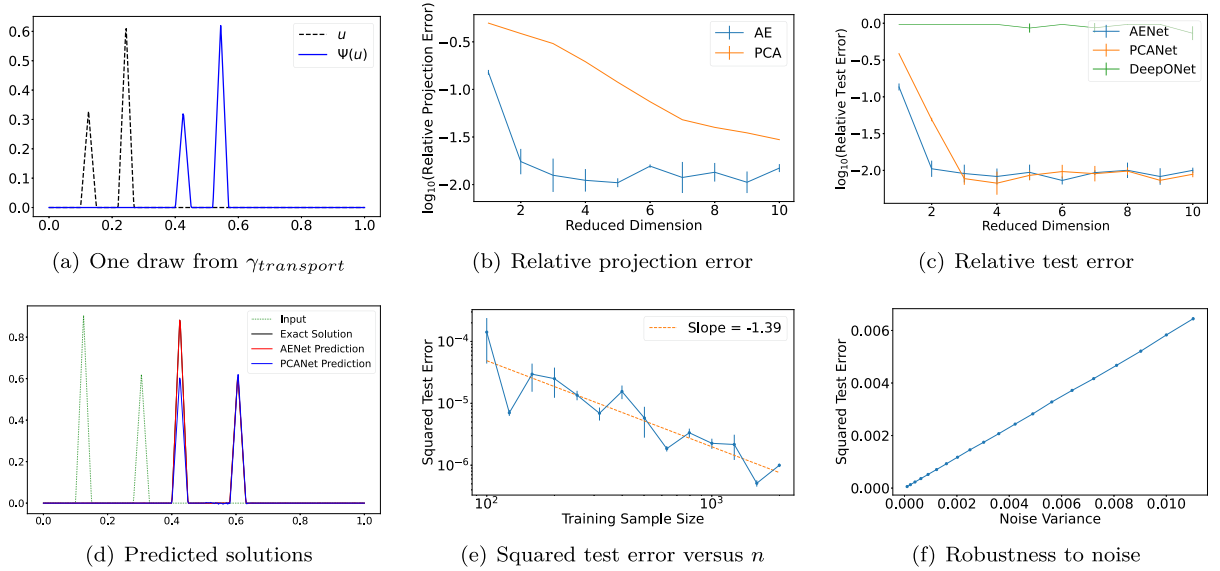 0.6
0.5
0.4
0.3
0.2
0.1
0.0
0.0 0.2 0.4 0.6 0.8 1.0
u
Ψ(u)
(a) One draw from γtransport
log10(Relative Projection Error)
−0.5
−1.0
−1.5
−2.0
2 4 6 8 10
Reduced Dimension
AE
PCA
(b) Relative projection error
log10(Relative Test Error)
0.0
−0.5
−1.0
−1.5
−2.0
2 4 6 8 10
Reduced Dimension
AENet
PCANet
DeepONet
(c) Relative test error
0.8
0.6
0.4
0.2
0.0
0.0 0.2 0.4 0.6 0.8 1.0
Input
Exact Solution
AENet Prediction
PCANet Prediction
(d) Predicted solutions
Squared Test Error
10−4
10−5
10−6
102 103
Training Sample Size
Slope = -1.39
(e) Squared test error versus n
Squared Test Error
0.006
0.004
0.002
0.000
0.000 0.002 0.004 0.006 0.008 0.010
Noise Variance
(f) Robustness to noise